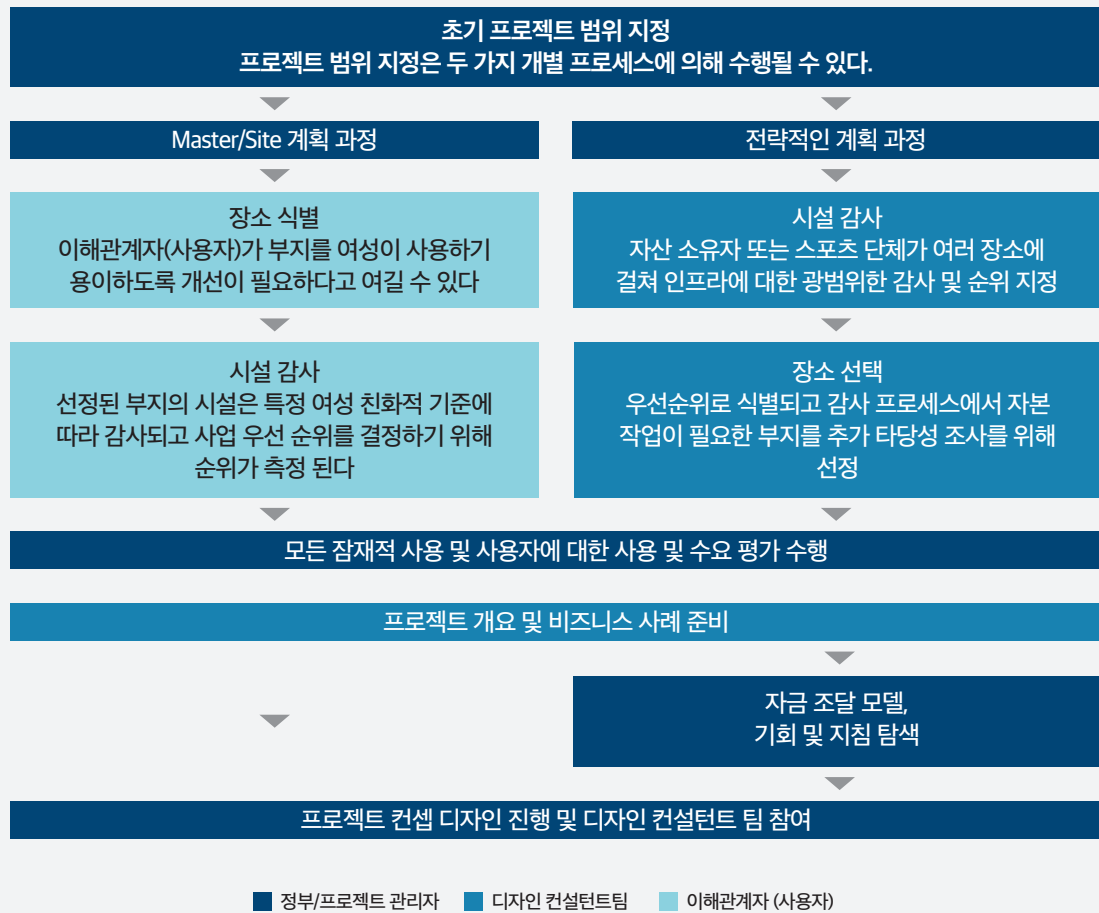 초기 프로젝트 범위 지정
프로젝트 범위 지정은 두 가지 개별 프로세스에 의해 수행될 수 있다.
Master/Site 계획 과정
전략적인 계획 과정
장소 식별
이해관계자(사용자)가 부지를 여성이 사용하기
용이하도록 개선이 필요하다고 여길 수 있다
시설 감사
자산 소유자 또는 스포츠 단체가 여러 장소에
걸쳐 인프라에 대한 광범위한 감사 및 순위 지정
시설 감사
선정된 부지의 시설은 특정 여성 친화적 기준에
따라 감사되고 사업 우선 순위를 결정하기 위해
순위가 측정 된다
장소 선택
우선순위로 식별되고 감사 프로세스에서 자본
작업이 필요한 부지를 추가 타당성 조사를 위해
선정
모든 잠재적 사용 및 사용자에 대한 사용 및 수요 평가 수행
프로젝트 개요 및 비즈니스 사례 준비
자금 조달 모델,
기회 및 지침 탐색
프로젝트 컨셉 디자인 진행 및 디자인 컨설턴트 팀 참여
정부/프로젝트 관리자 디자인 컨설턴트팀 이해관계자 (사용자)